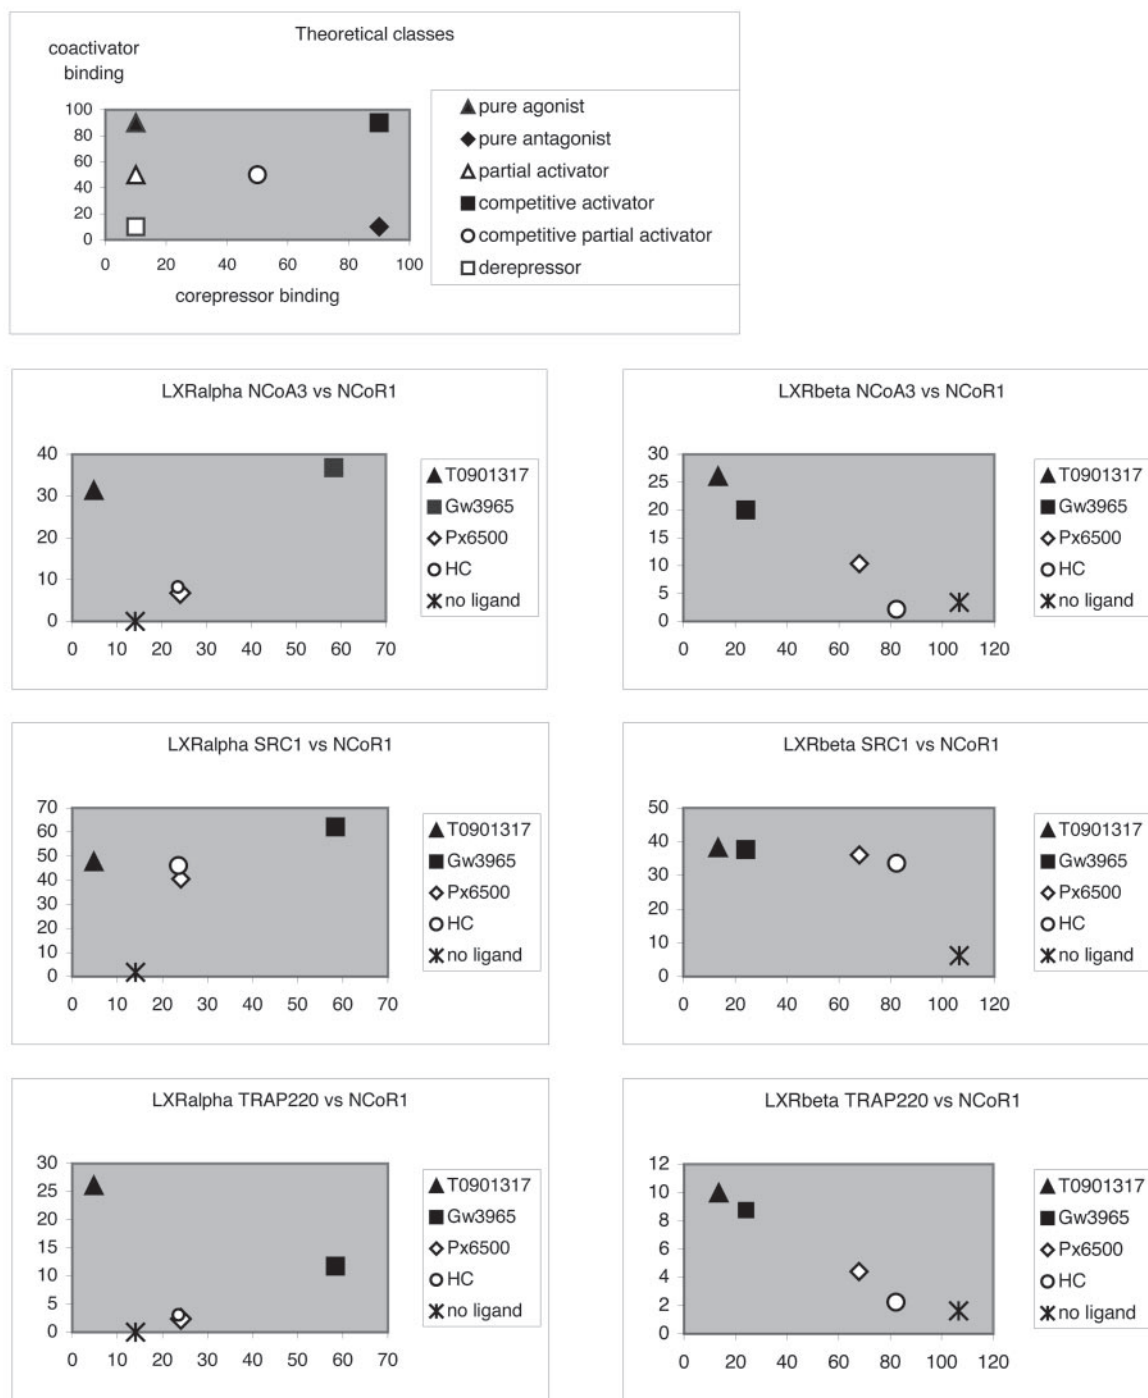 Theoretical classes
coactivator
binding
100
80
60
40
20
0
0 20 40 60 80 100
corepressor binding
pure agonist
pure antagonist
partial activator
competitive activator
competitive partial activator
derepressor
LXRalpha NCoA3 vs NCoR1
40
30
20
10
0
0 10 20 30 40 50 60 70
T0901317
Gw3965
Px6500
HC
no ligand
LXRbeta NCoA3 vs NCoR1
30
25
20
15
10
5
0
0 20 40 60 80 100 120
T0901317
Gw3965
Px6500
HC
no ligand
LXRalpha SRC1 vs NCoR1
70
60
50
40
30
20
10
0
0 10 20 30 40 50 60 70
T0901317
Gw3965
Px6500
HC
no ligand
LXRbeta SRC1 vs NCoR1
50
40
30
20
10
0
0 20 40 60 80 100 120
T0901317
Gw3965
Px6500
HC
no ligand
LXRalpha TRAP220 vs NCoR1
30
25
20
15
10
5
0
0 10 20 30 40 50 60 70
T0901317
Gw3965
Px6500
HC
no ligand
LXRbeta TRAP220 vs NCoR1
12
10
8
6
4
2
0
0 20 40 60 80 100 120
T0901317
Gw3965
Px6500
HC
no ligand